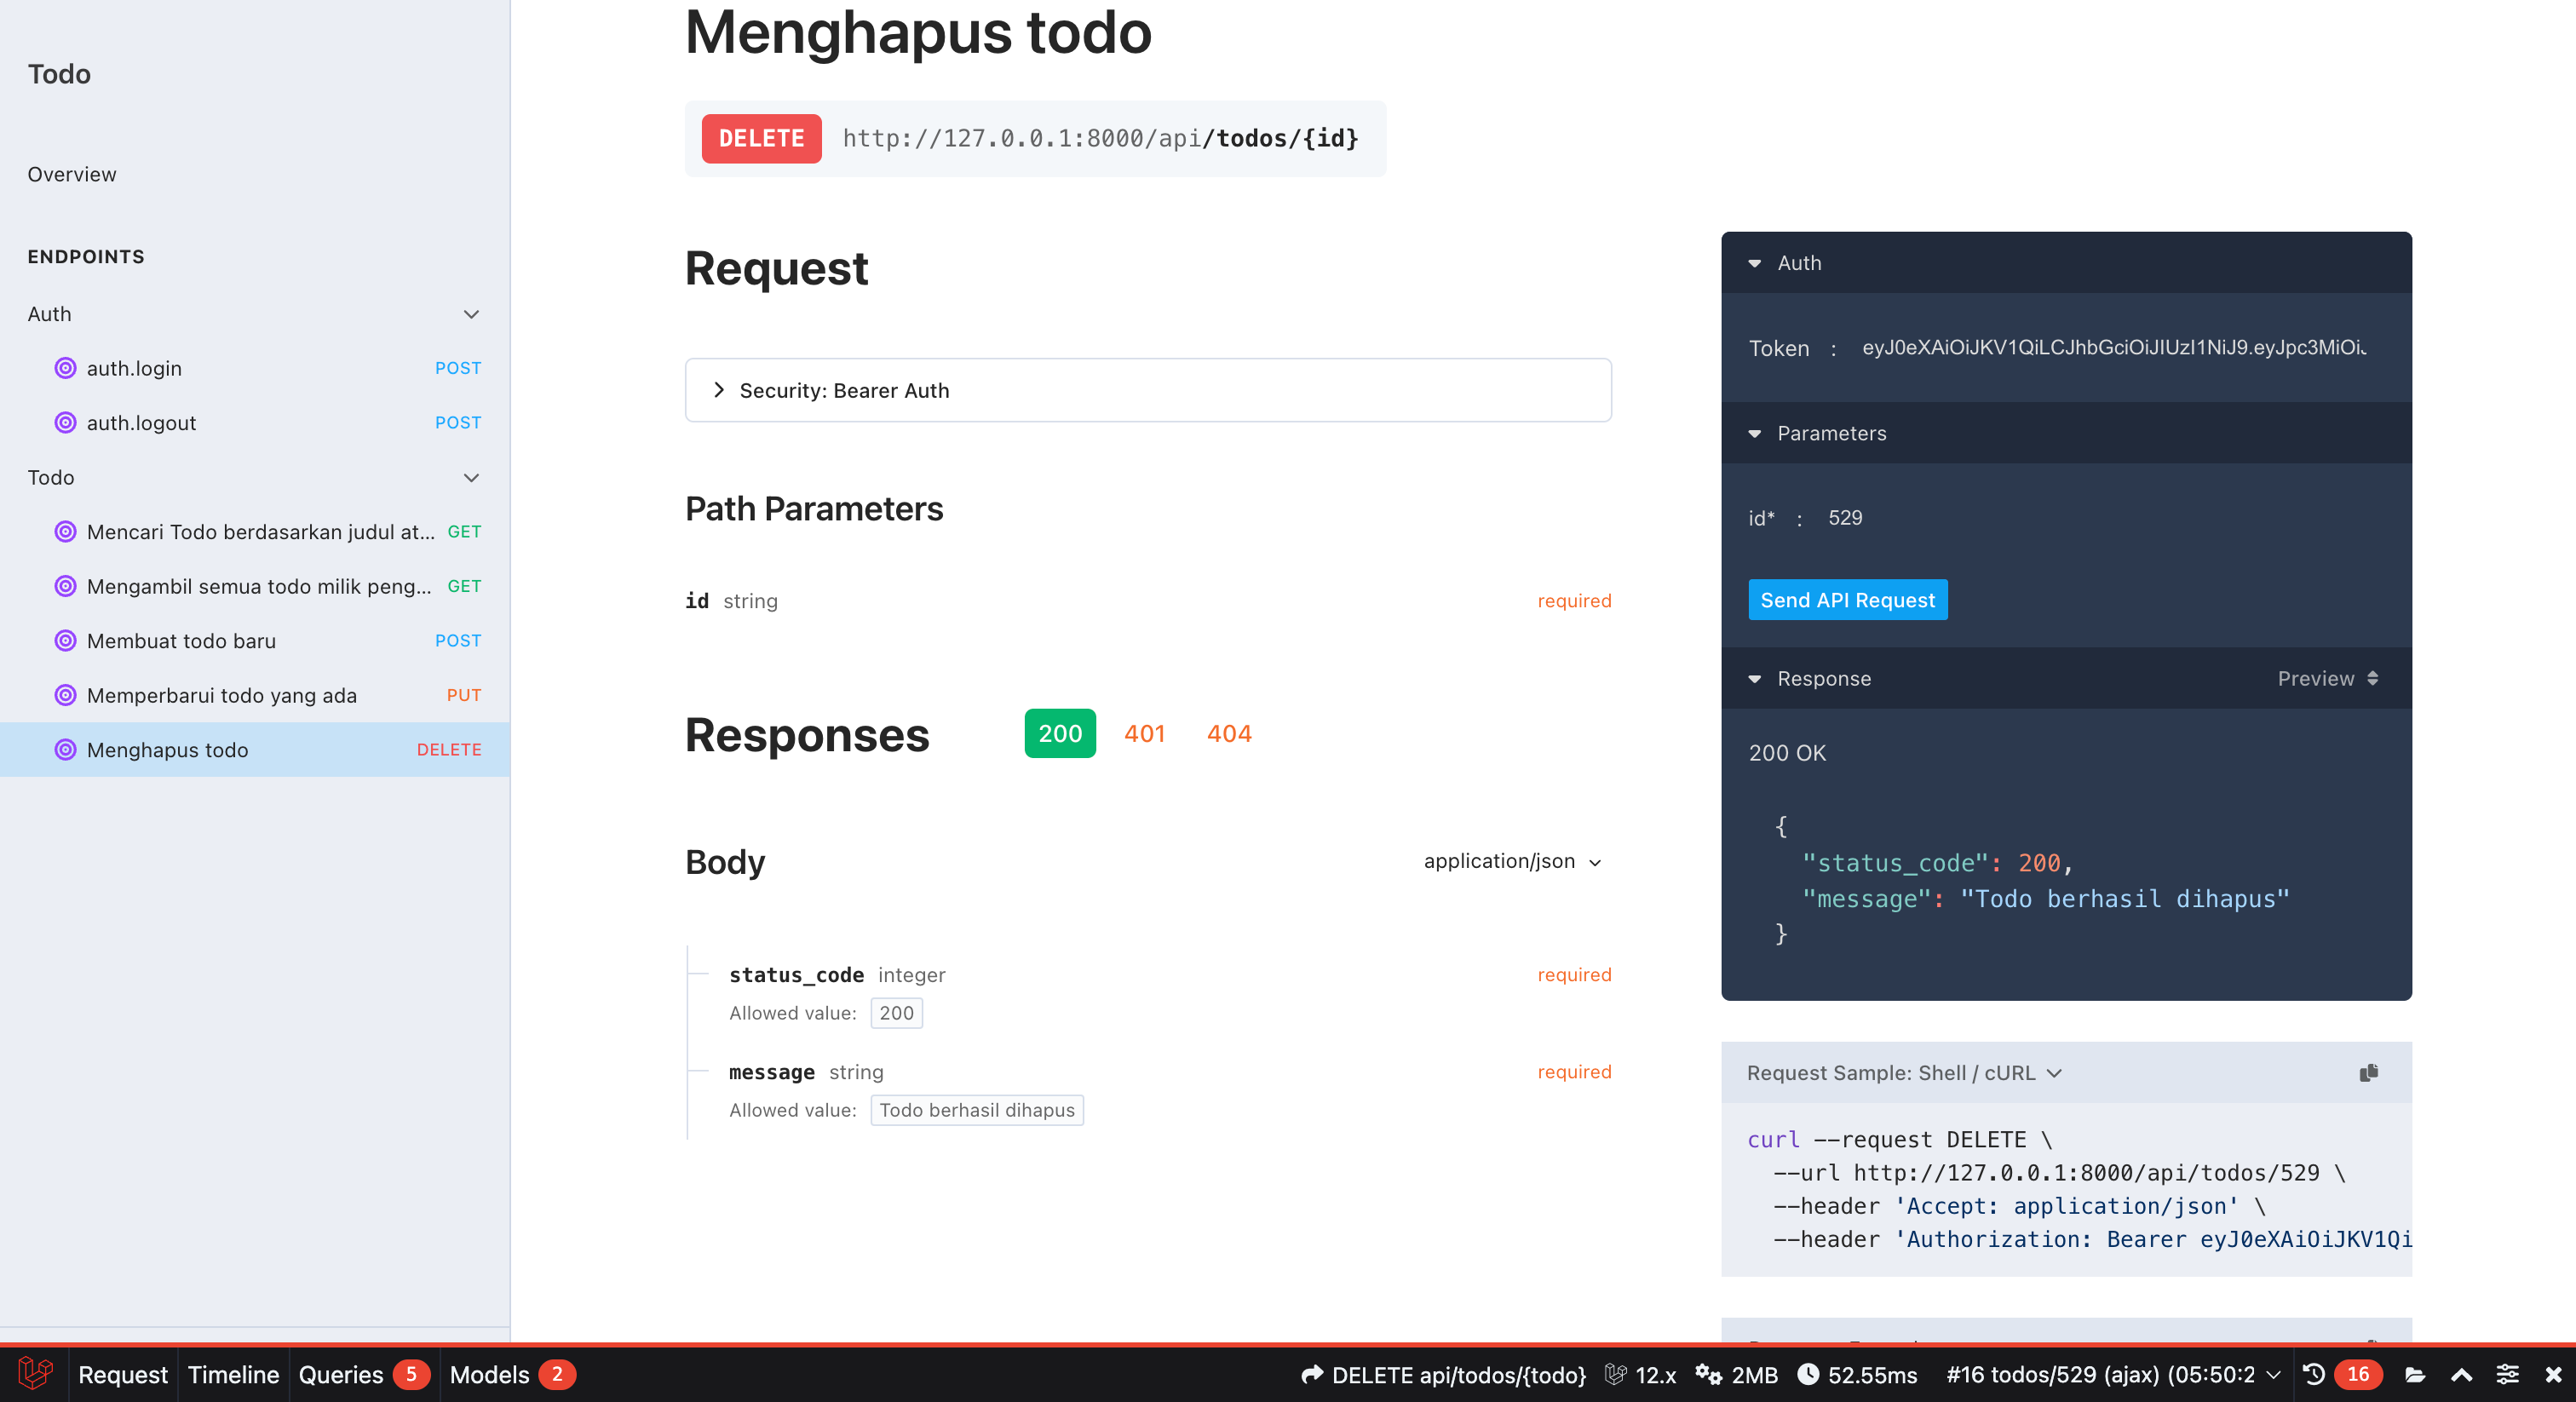 Todo
Overview
ENDPOINTS
Auth
auth.login POST
auth.logout POST
Todo
Mencari Todo berdasarkan judul at... GET
Mengambil semua todo milik peng... GET
Membuat todo baru POST
Memperbarui todo yang ada PUT
Menghapus todo DELETE
Menghapus todo
DELETE http://127.0.0.1:8000/api/todos/{id}
Request
Security: Bearer Auth
Path Parameters
id string required
Responses 200 401 404
Body application/json
status_code integer required
Allowed value: 200
message string required
Allowed value: Todo berhasil dihapus
Auth
Token : eyJ0eXAiOiJKV1QiLCJhbGciOiJIUzI1NiJ9.eyJpc3MiOi
Parameters
id* : 529
Send API Request
Response Preview
200 OK
{
"status_code": 200,
"message": "Todo berhasil dihapus"
}
Request Sample: Shell / cURL
curl --request DELETE \
--url http://127.0.0.1:8000/api/todos/529 \
--header 'Accept: application/json' \
--header 'Authorization: Bearer eyJ0eXAiOiJKV1Qi
Request Timeline Queries 5 Models 2 DELETE api/todos/{todo} 12.x 2MB 52.55ms #16 todos/529 (ajax) (05:50:2 16